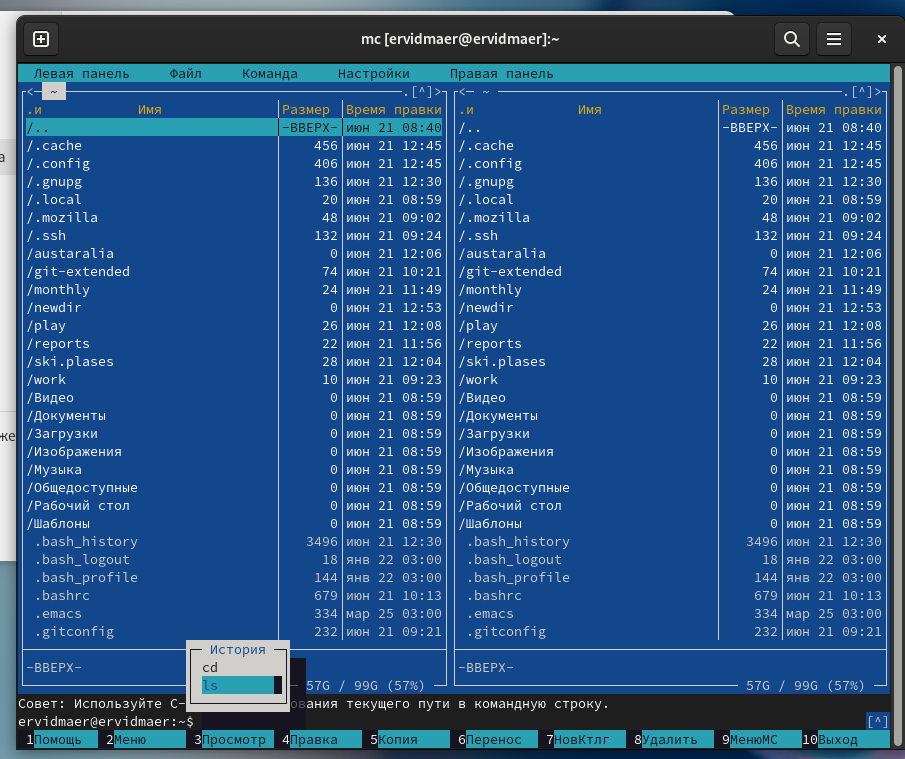 mc [ervidmaer@ervidmaer]:~
Левая панель Файл Команда Настройки Правая панель
<— ~ .[^]> <— ~ .[^]>
.и Имя Размер Время правки .и Имя Размер Время правки
/.. -ВВЕРХ- июн 21 08:40 /.. -ВВЕРХ- июн 21 08:40
/.cache 456 июн 21 12:45 /.cache 456 июн 21 12:45
/.config 406 июн 21 12:45 /.config 406 июн 21 12:45
/.gnupg 136 июн 21 12:30 /.gnupg 136 июн 21 12:30
/.local 20 июн 21 08:59 /.local 20 июн 21 08:59
/.mozilla 48 июн 21 09:02 /.mozilla 48 июн 21 09:02
/.ssh 132 июн 21 09:24 /.ssh 132 июн 21 09:24
/austaralia 0 июн 21 12:06 /austaralia 0 июн 21 12:06
/git-extended 74 июн 21 10:21 /git-extended 74 июн 21 10:21
/monthly 24 июн 21 11:49 /monthly 24 июн 21 11:49
/newdir 0 июн 21 12:53 /newdir 0 июн 21 12:53
/play 26 июн 21 12:08 /play 26 июн 21 12:08
/reports 22 июн 21 11:56 /reports 22 июн 21 11:56
/ski.plases 28 июн 21 12:04 /ski.plases 28 июн 21 12:04
/work 10 июн 21 09:23 /work 10 июн 21 09:23
/Видео 0 июн 21 08:59 /Видео 0 июн 21 08:59
/Документы 0 июн 21 08:59 /Документы 0 июн 21 08:59
/Загрузки 0 июн 21 08:59 /Загрузки 0 июн 21 08:59
/Изображения 0 июн 21 08:59 /Изображения 0 июн 21 08:59
/Музыка 0 июн 21 08:59 /Музыка 0 июн 21 08:59
/Общедоступные 0 июн 21 08:59 /Общедоступные 0 июн 21 08:59
/Рабочий стол 0 июн 21 08:59 /Рабочий стол 0 июн 21 08:59
/Шаблоны 0 июн 21 08:59 /Шаблоны 0 июн 21 08:59
.bash_history 3496 июн 21 12:30 .bash_history 3496 июн 21 12:30
.bash_logout 18 янв 22 03:00 .bash_logout 18 янв 22 03:00
.bash_profile 144 янв 22 03:00 .bash_profile 144 янв 22 03:00
.bashrc 679 июн 21 10:13 .bashrc 679 июн 21 10:13
.emacs 334 мар 25 03:00 .emacs 334 мар 25 03:00
.gitconfig 232 июн 21 09:21 .gitconfig 232 июн 21 09:21
История
-ВВЕРХ- cd -ВВЕРХ-
ls 57G / 99G (57%) 57G / 99G (57%)
Совет: Используйте C- ования текущего пути в командную строку.
ervidmaer@ervidmaer:~$ [^]
1Помощь 2Меню 3Просмотр 4Правка 5Копия 6Перенос 7НовКтлг 8Удалить 9МенюМС 10Выход